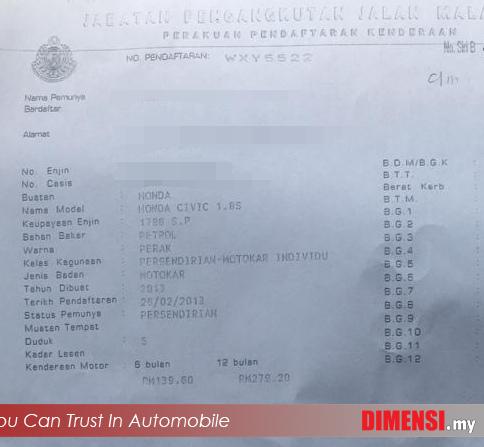 JABATAN PENGANGKUTAN JALAN MALA
PERAKUAN PENDAFTARAN KENDERAAN
No. Siri B
NO. PENDAFTARAN: WXY5522
Nama Pemunya
Berdaftar
Alamat
No. Enjin B.D.M/B.G.K
No. Casis B.T.T.
Buatan : HONDA Berat Kerb
Nama Model : HONDA CIVIC 1.8S B.T.M.
Keupayaan Enjin : 1798 S.P B.G.1
Bahan Bakar : PETROL B.G.2
Warna : PERAK B.G.3
Kelas Kegunaan : PERSENDIRIAN-MOTOKAR INDIVIDU B.G.4
Jenis Badan : MOTOKAR B.G.5
Tahun Dibuat : 2013 B.G.6
Tarikh Pendaftaran : /02/2013 B.G.7
Status Pemunya : PERSENDIRIAN B.G.8
Muatan Tempat B.G.9
Duduk : 5 B.G.10
Kadar Lesen B.G.11
Kenderaan Motor : 6 bulan 12 bulan B.G.12
RM139.60 RM279.20
ou Can Trust In Automobile
DIMENSI.my